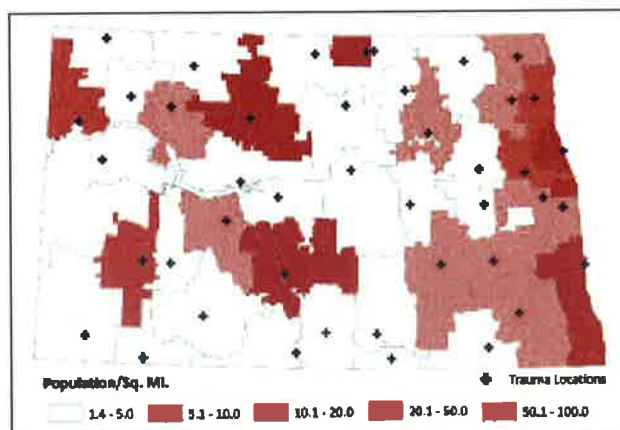 Population/Sq. Mi.
Trauma Locations
1.4 - 5.0
5.1 - 10.0
10.1 - 20.0
20.1 - 50.0
50.1 - 100.0